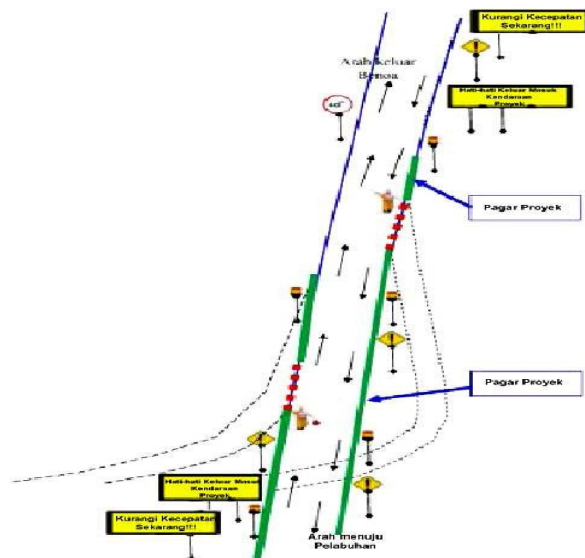 Kurangi Kecepatan
Sekarang!!!
Arah Keluar
Benoa
Hati-hati Keluar Masuk
Kendaraan
Proyek
Pagar Proyek
Pagar Proyek
Hati-hati Keluar Masuk
Kendaraan
Proyek
Kurangi Kecepatan
Sekarang!!!
Arah menuju
Pelabuhan